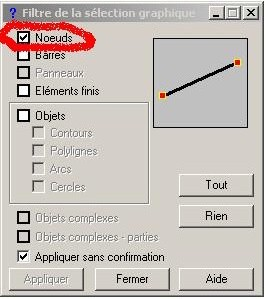 Filtre de la sélection graphique
Noeuds
Barres
Panneaux
Eléments finis
Objets
Contours
Polylignes
Arcs
Cercles
Tout
Rien
Objets complexes
Objets complexes - parties
Appliquer sans confirmation
Appliquer
Fermer
Aide